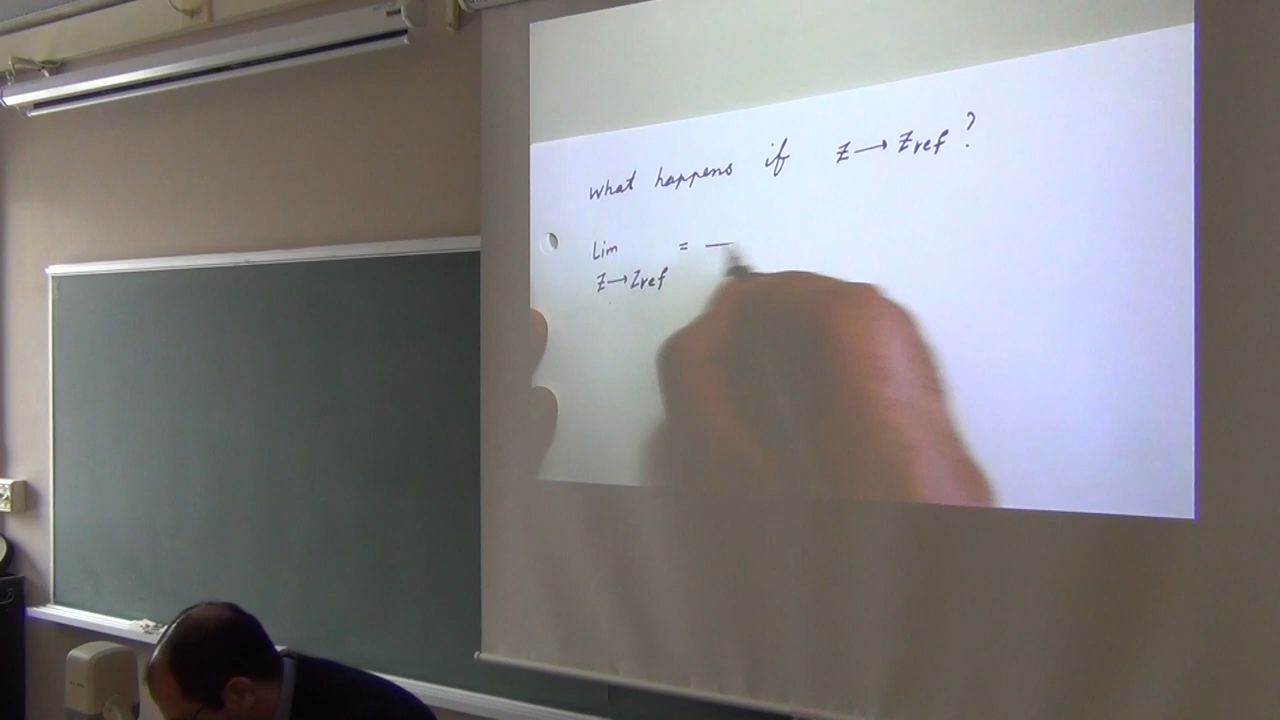 What happens if z → zref?
Lim =
z → zref